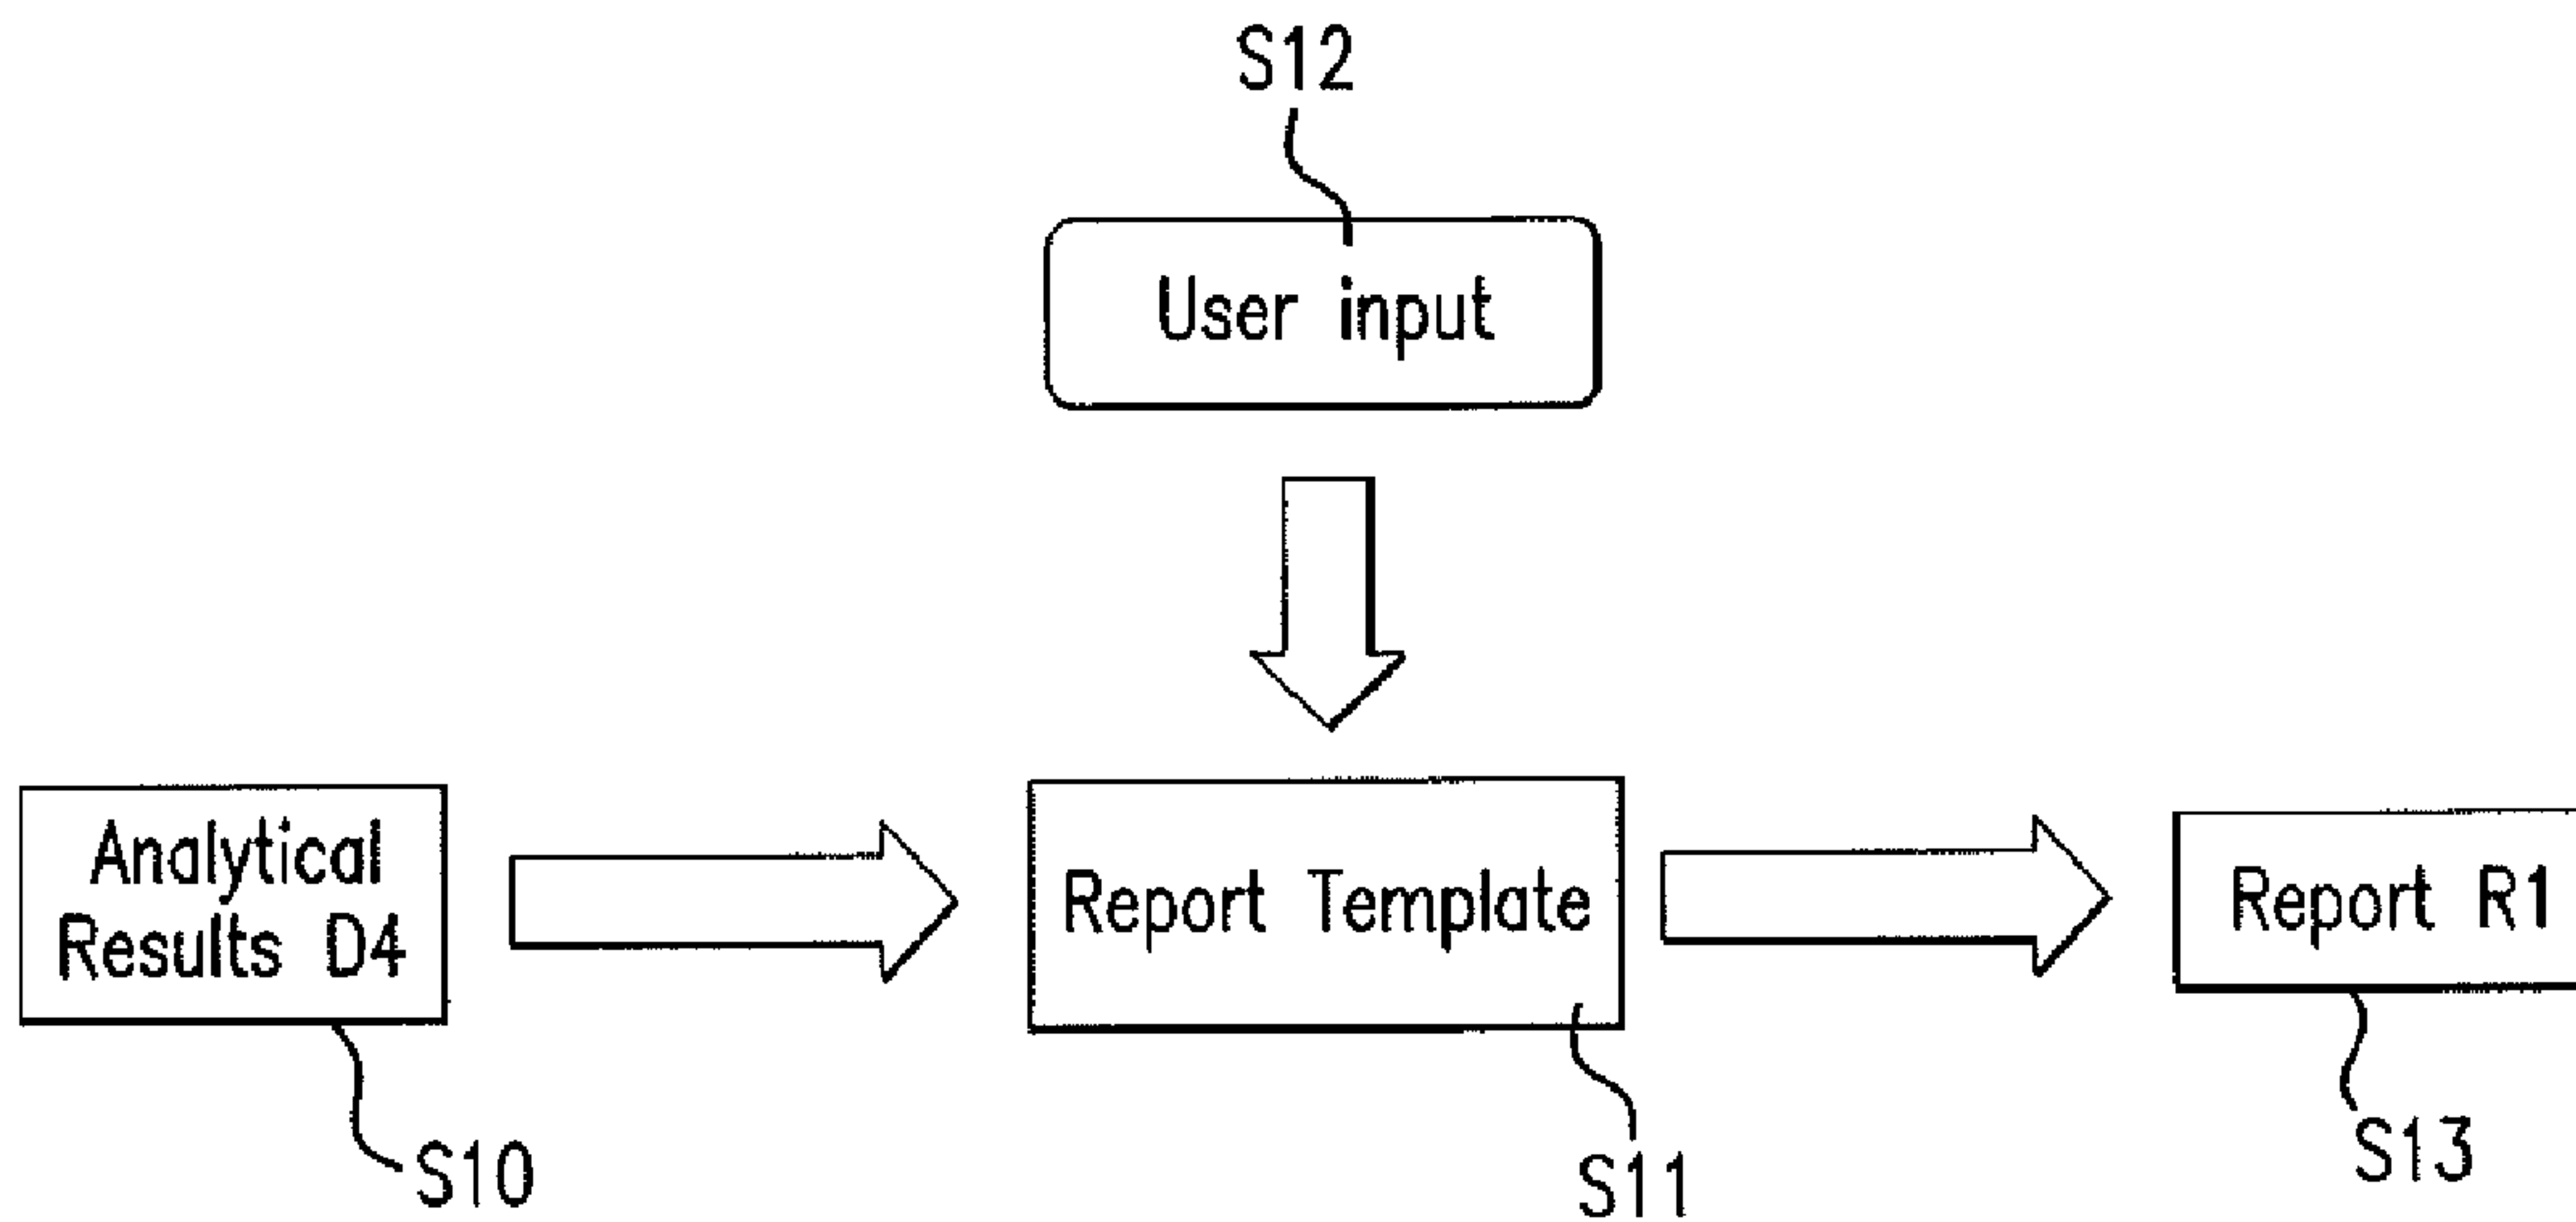 S12
User input
Analytical
Results D4
Report Template
Report R1
S10
S11
S13